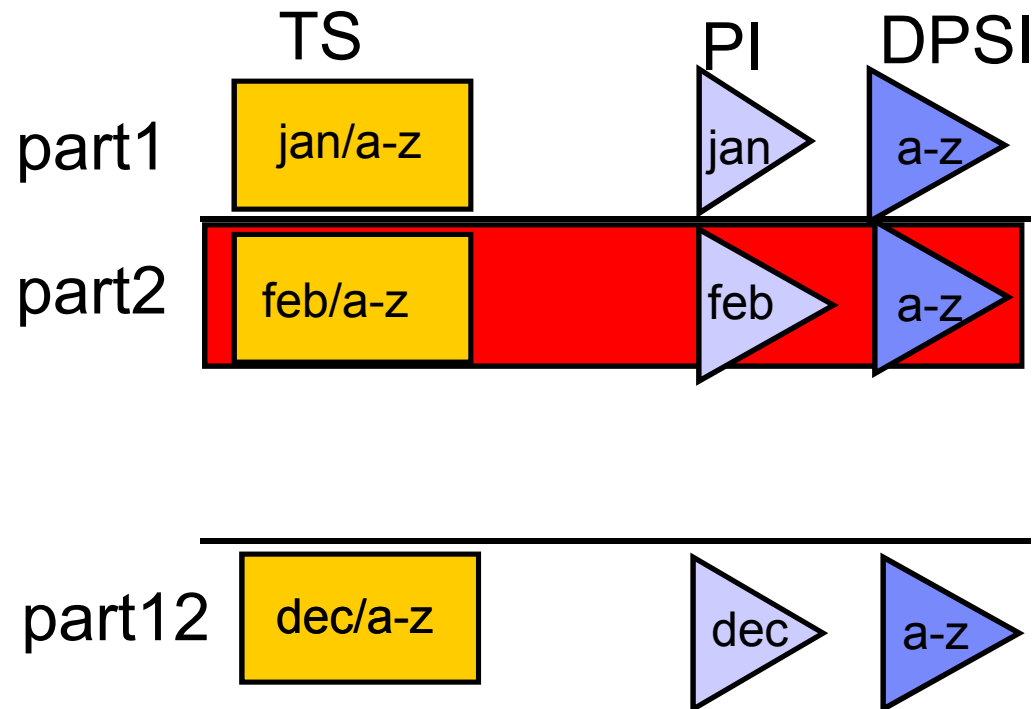 TS PI DPSI
part1 jan/a-z jan a-z
part2 feb/a-z feb a-z
part12 dec/a-z dec a-z